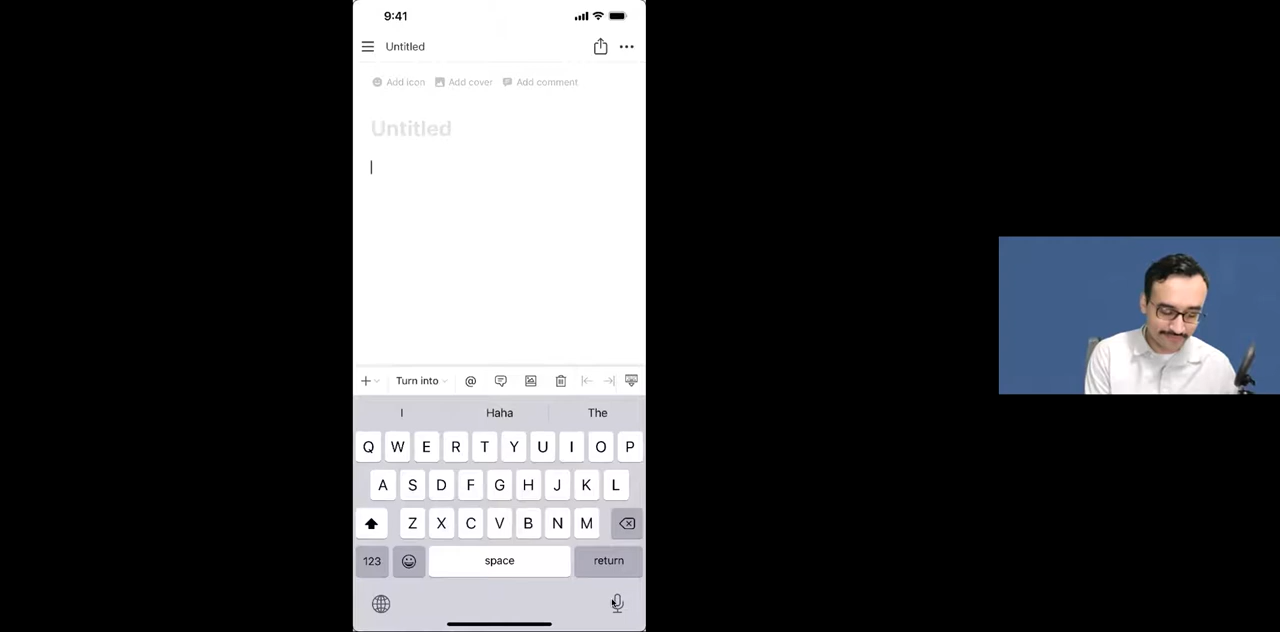 9:41
Untitled
Add icon Add cover Add comment
Untitled
Turn into @
I Haha The
Q W E R T Y U I O P
A S D F G H J K L
Z X C V B N M
123 space return